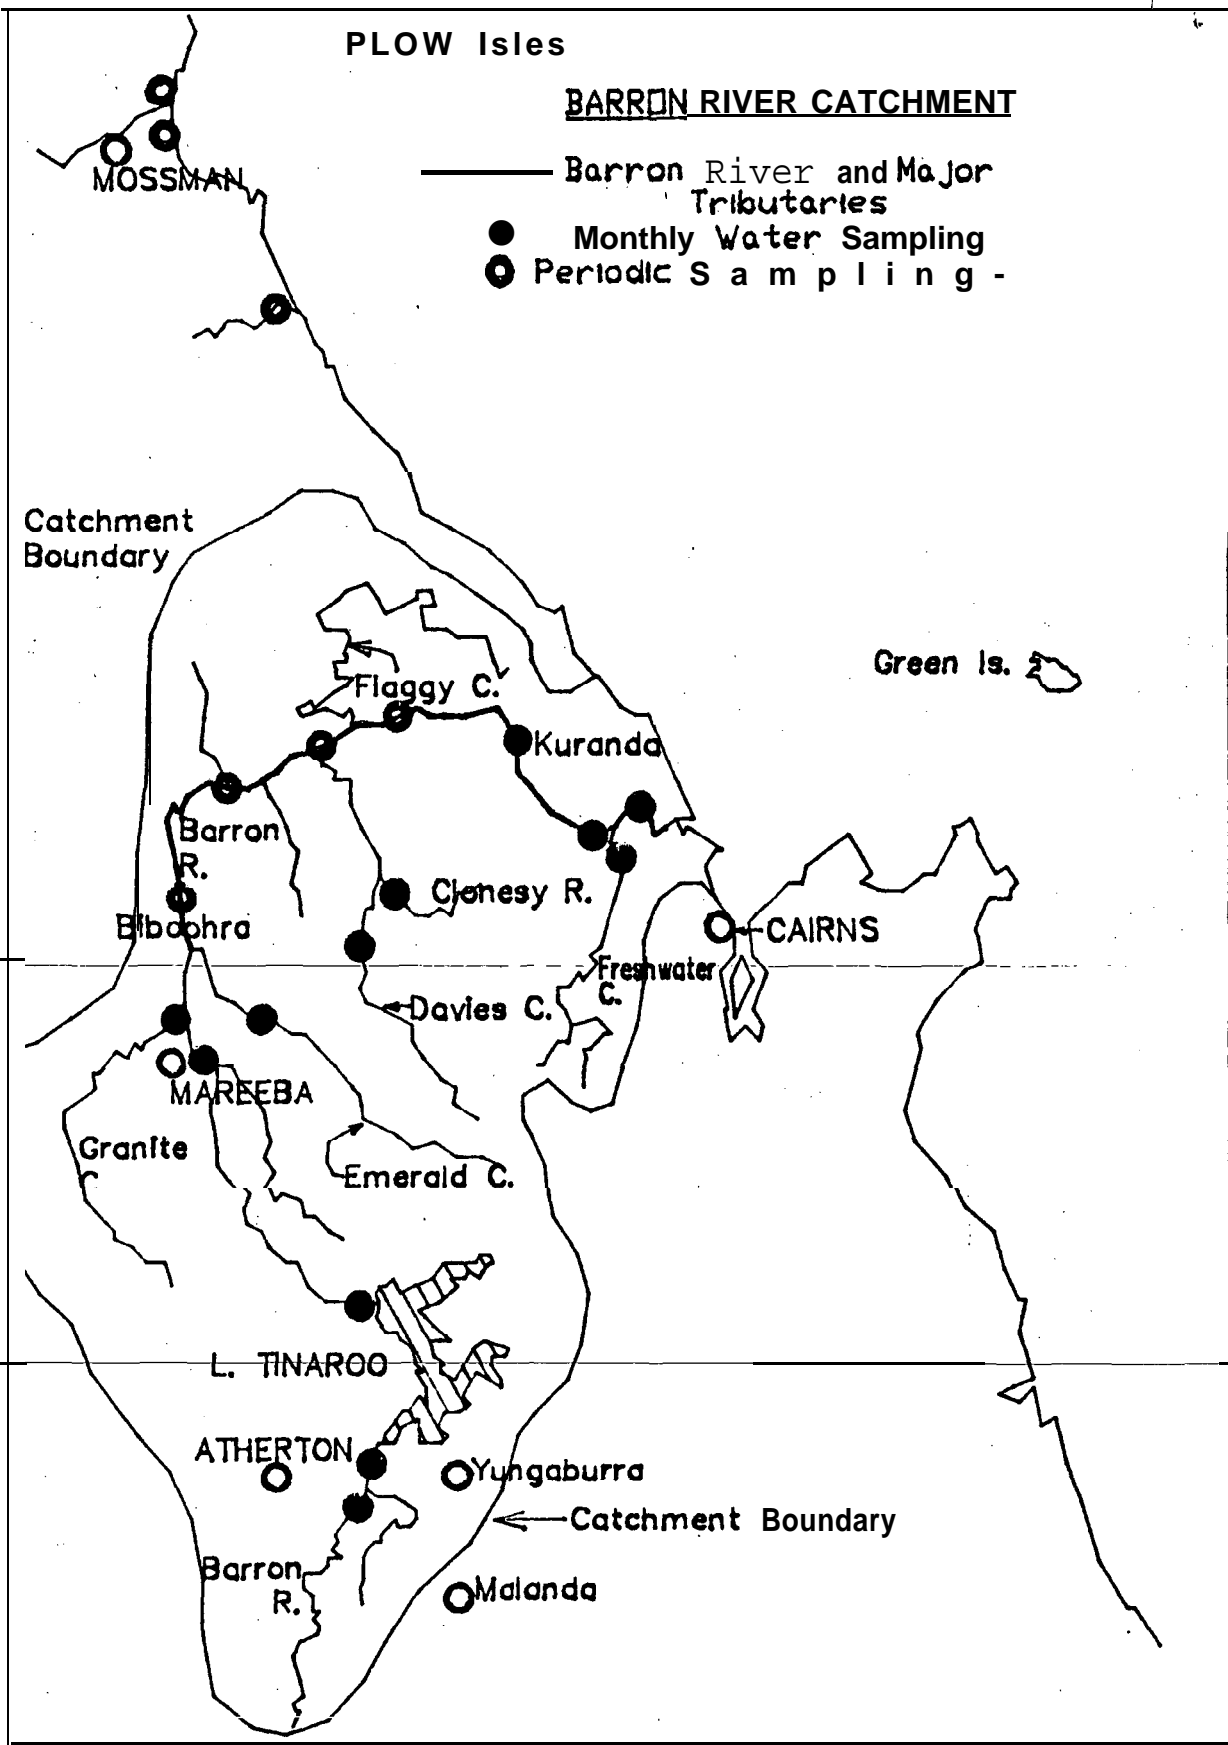 PLOW Isles
BARRON RIVER CATCHMENT
Barron River and Major
Tributaries
Monthly Water Sampling
Periodic Sampling -
MOSSMAN
Catchment
Boundary
Green Is.
Flaggy C.
Kuranda
Barron
R.
Clonesy R.
Biboohra
CAIRNS
Freshwater
C.
Davies C.
MAREEBA
Granite
C
Emerald C.
L. TINAROO
ATHERTON
Yungaburra
Catchment Boundary
Barron
R.
Malanda